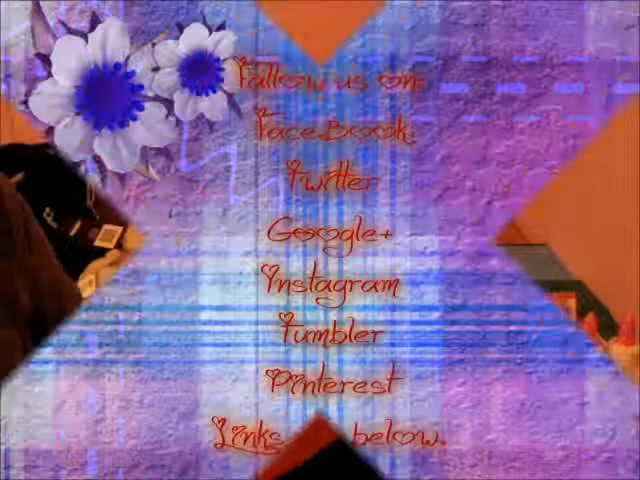 Follow us on:
FaceBook
Twitter
Google+
Instagram
Tumbler
Pinterest
Links below.